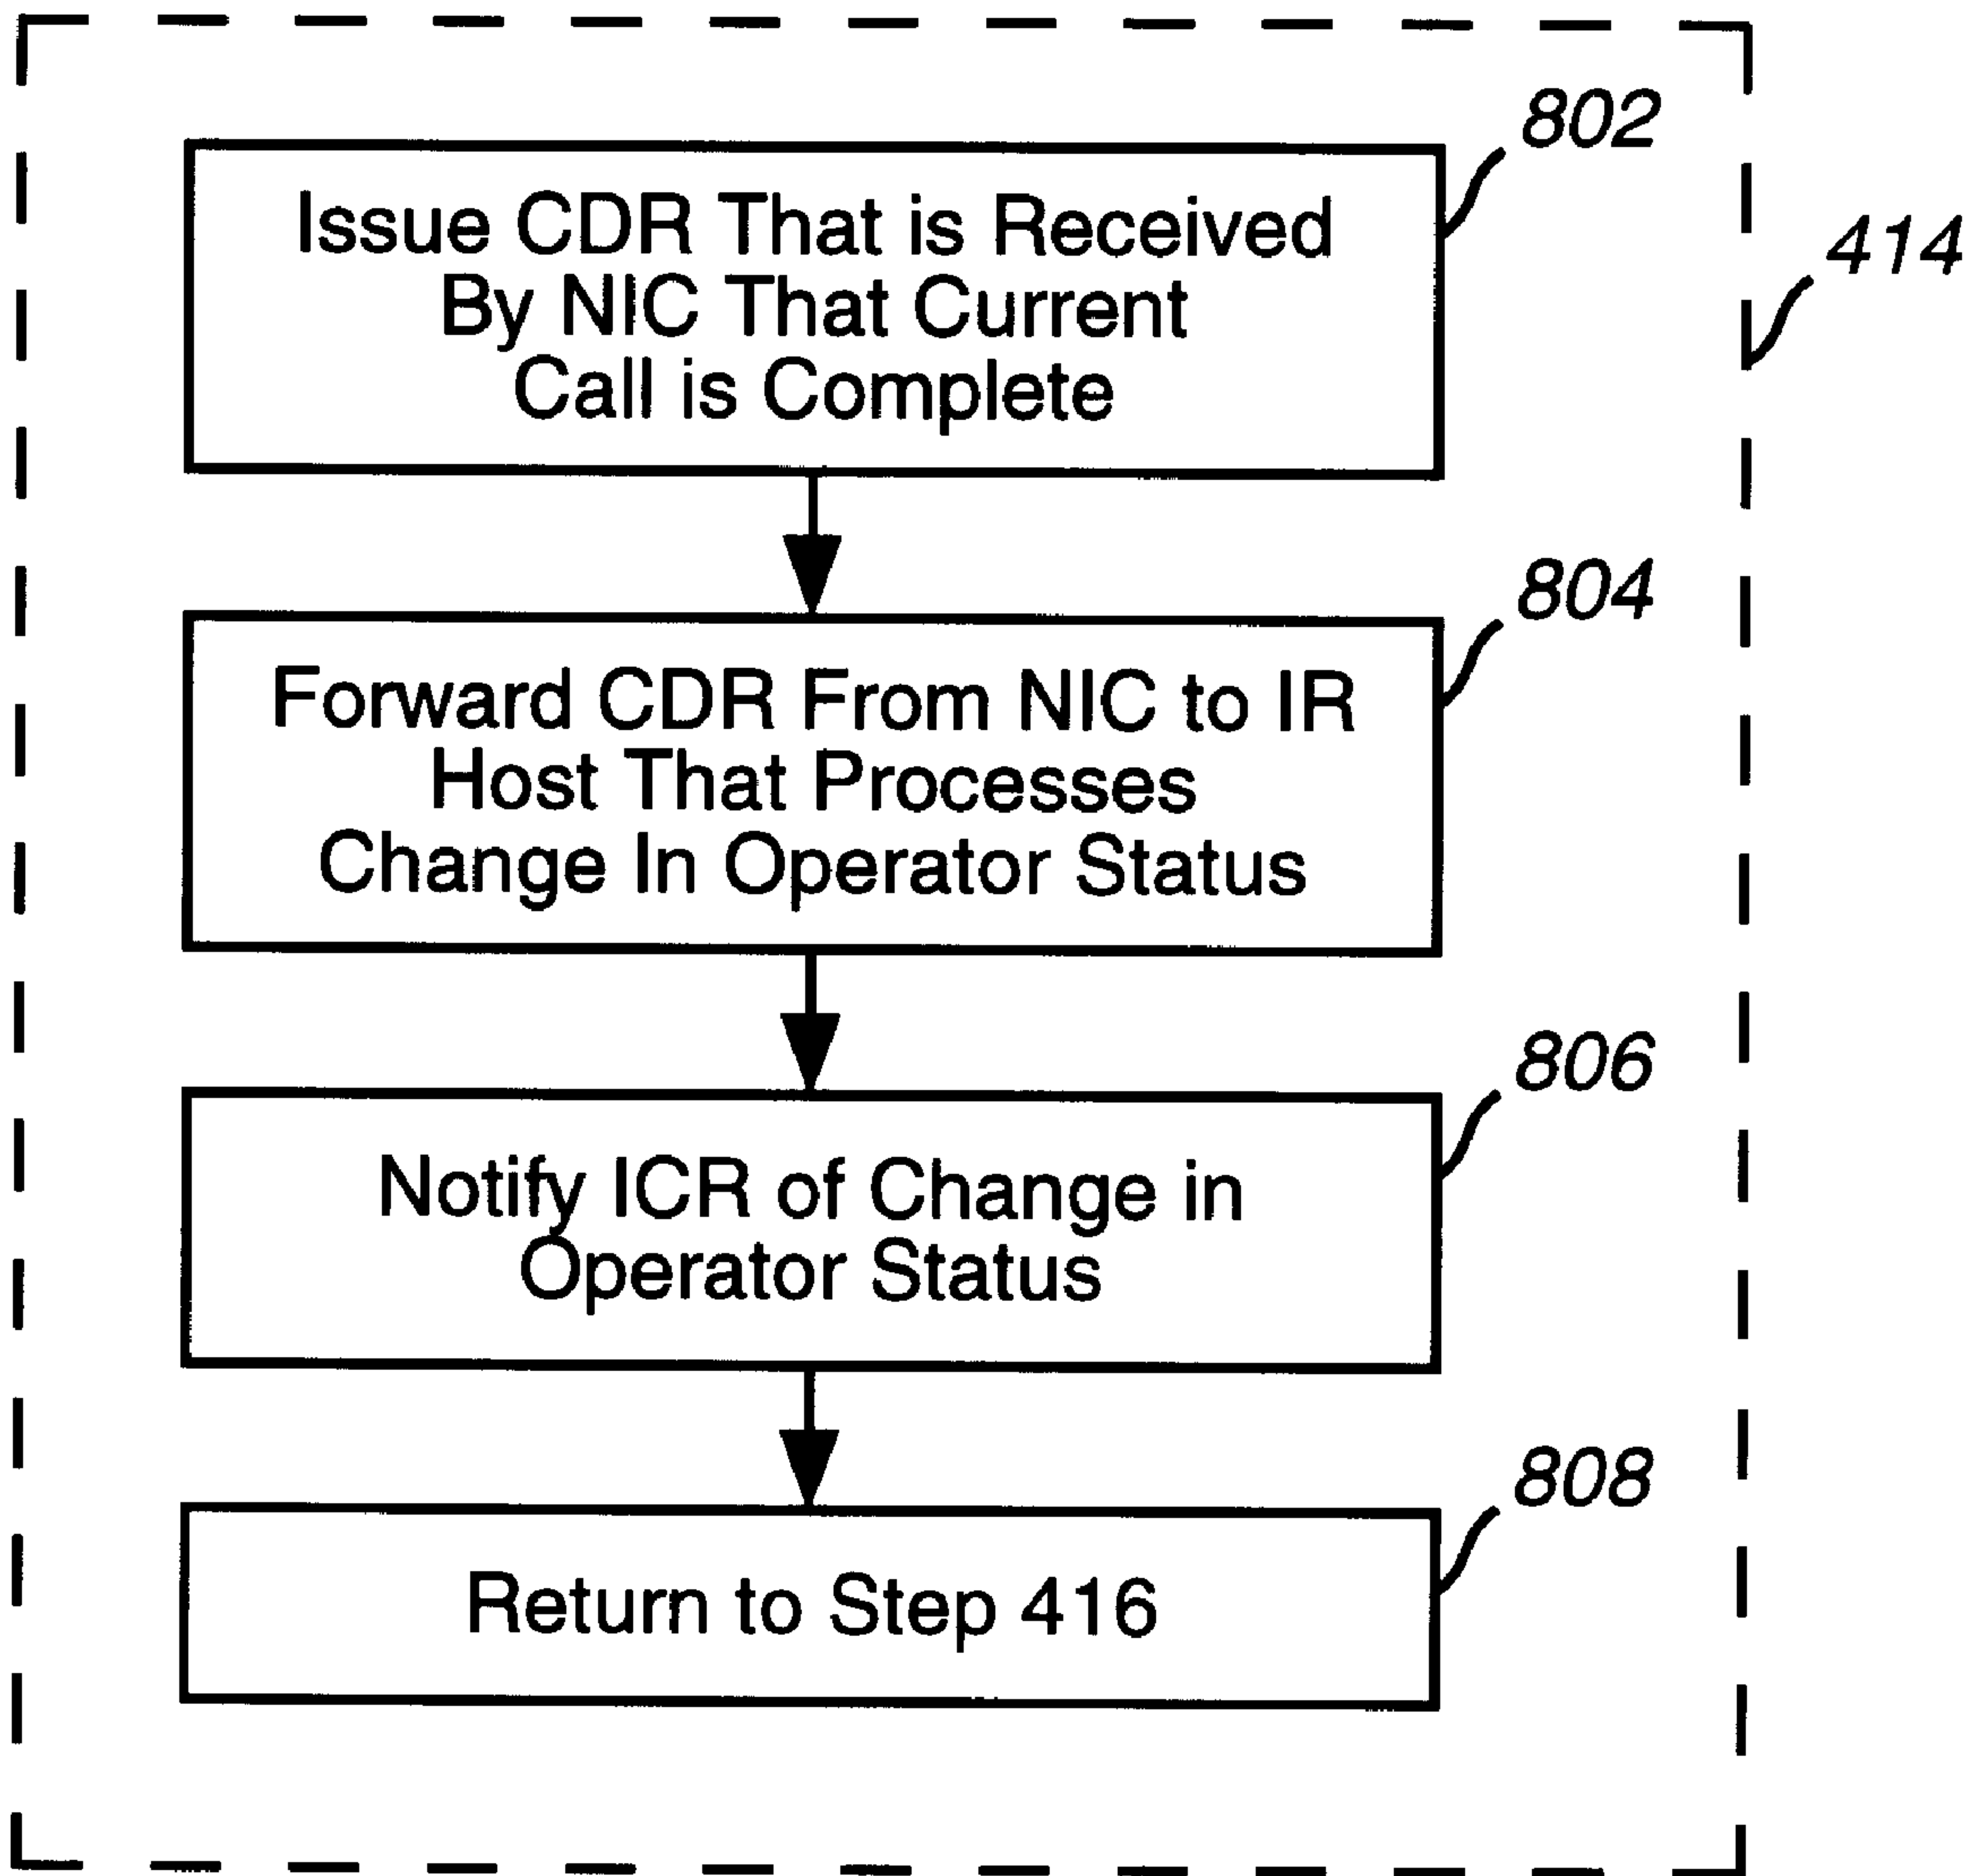 802
414
Issue CDR That is Received
By NIC That Current
Call is Complete
804
Forward CDR From NIC to IR
Host That Processes
Change In Operator Status
806
Notify ICR of Change in
Operator Status
808
Return to Step 416